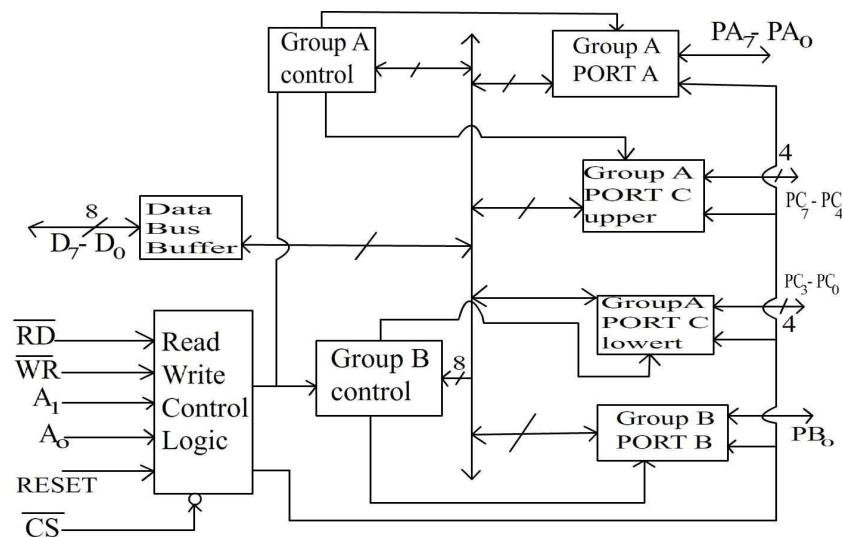 Group A
control
Group A
PORT A
PA7 - PA0
4
Group A
PORT C
upper
PC7 - PC4
8
D7 - D0
Data
Bus
Buffer
PC3 - PC0
4
GroupA
PORT C
lowert
RD
WR
A1
A0
RESET
CS
Read
Write
Control
Logic
Group B
control
8
Group B
PORT B
PB0